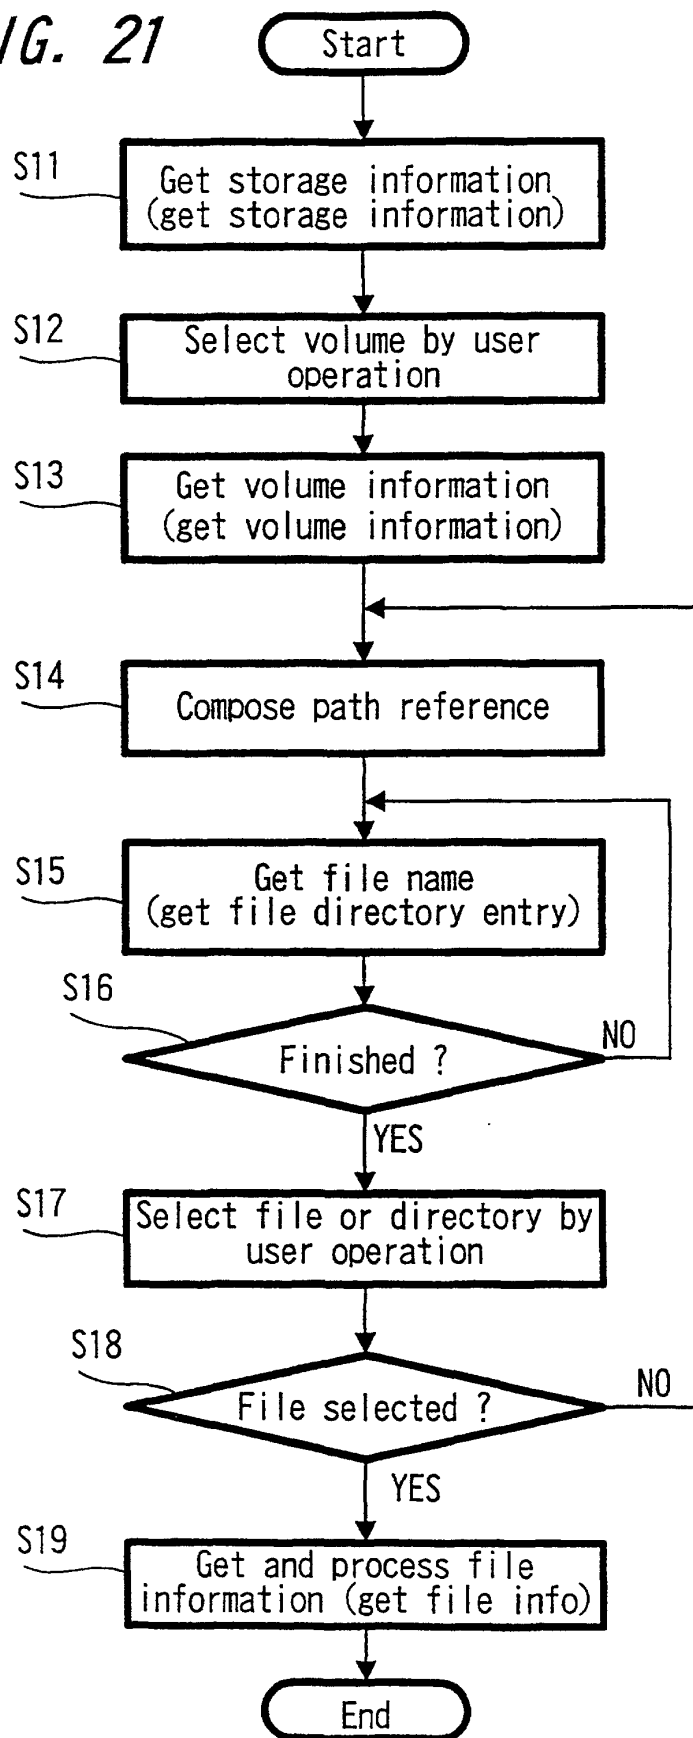 IG. 21
Start
S11
Get storage information
(get storage information)
S12
Select volume by user
operation
S13
Get volume information
(get volume information)
S14
Compose path reference
S15
Get file name
(get file directory entry)
S16
Finished ?
NO
YES
S17
Select file or directory by
user operation
S18
File selected ?
NO
YES
S19
Get and process file
information (get file info)
End